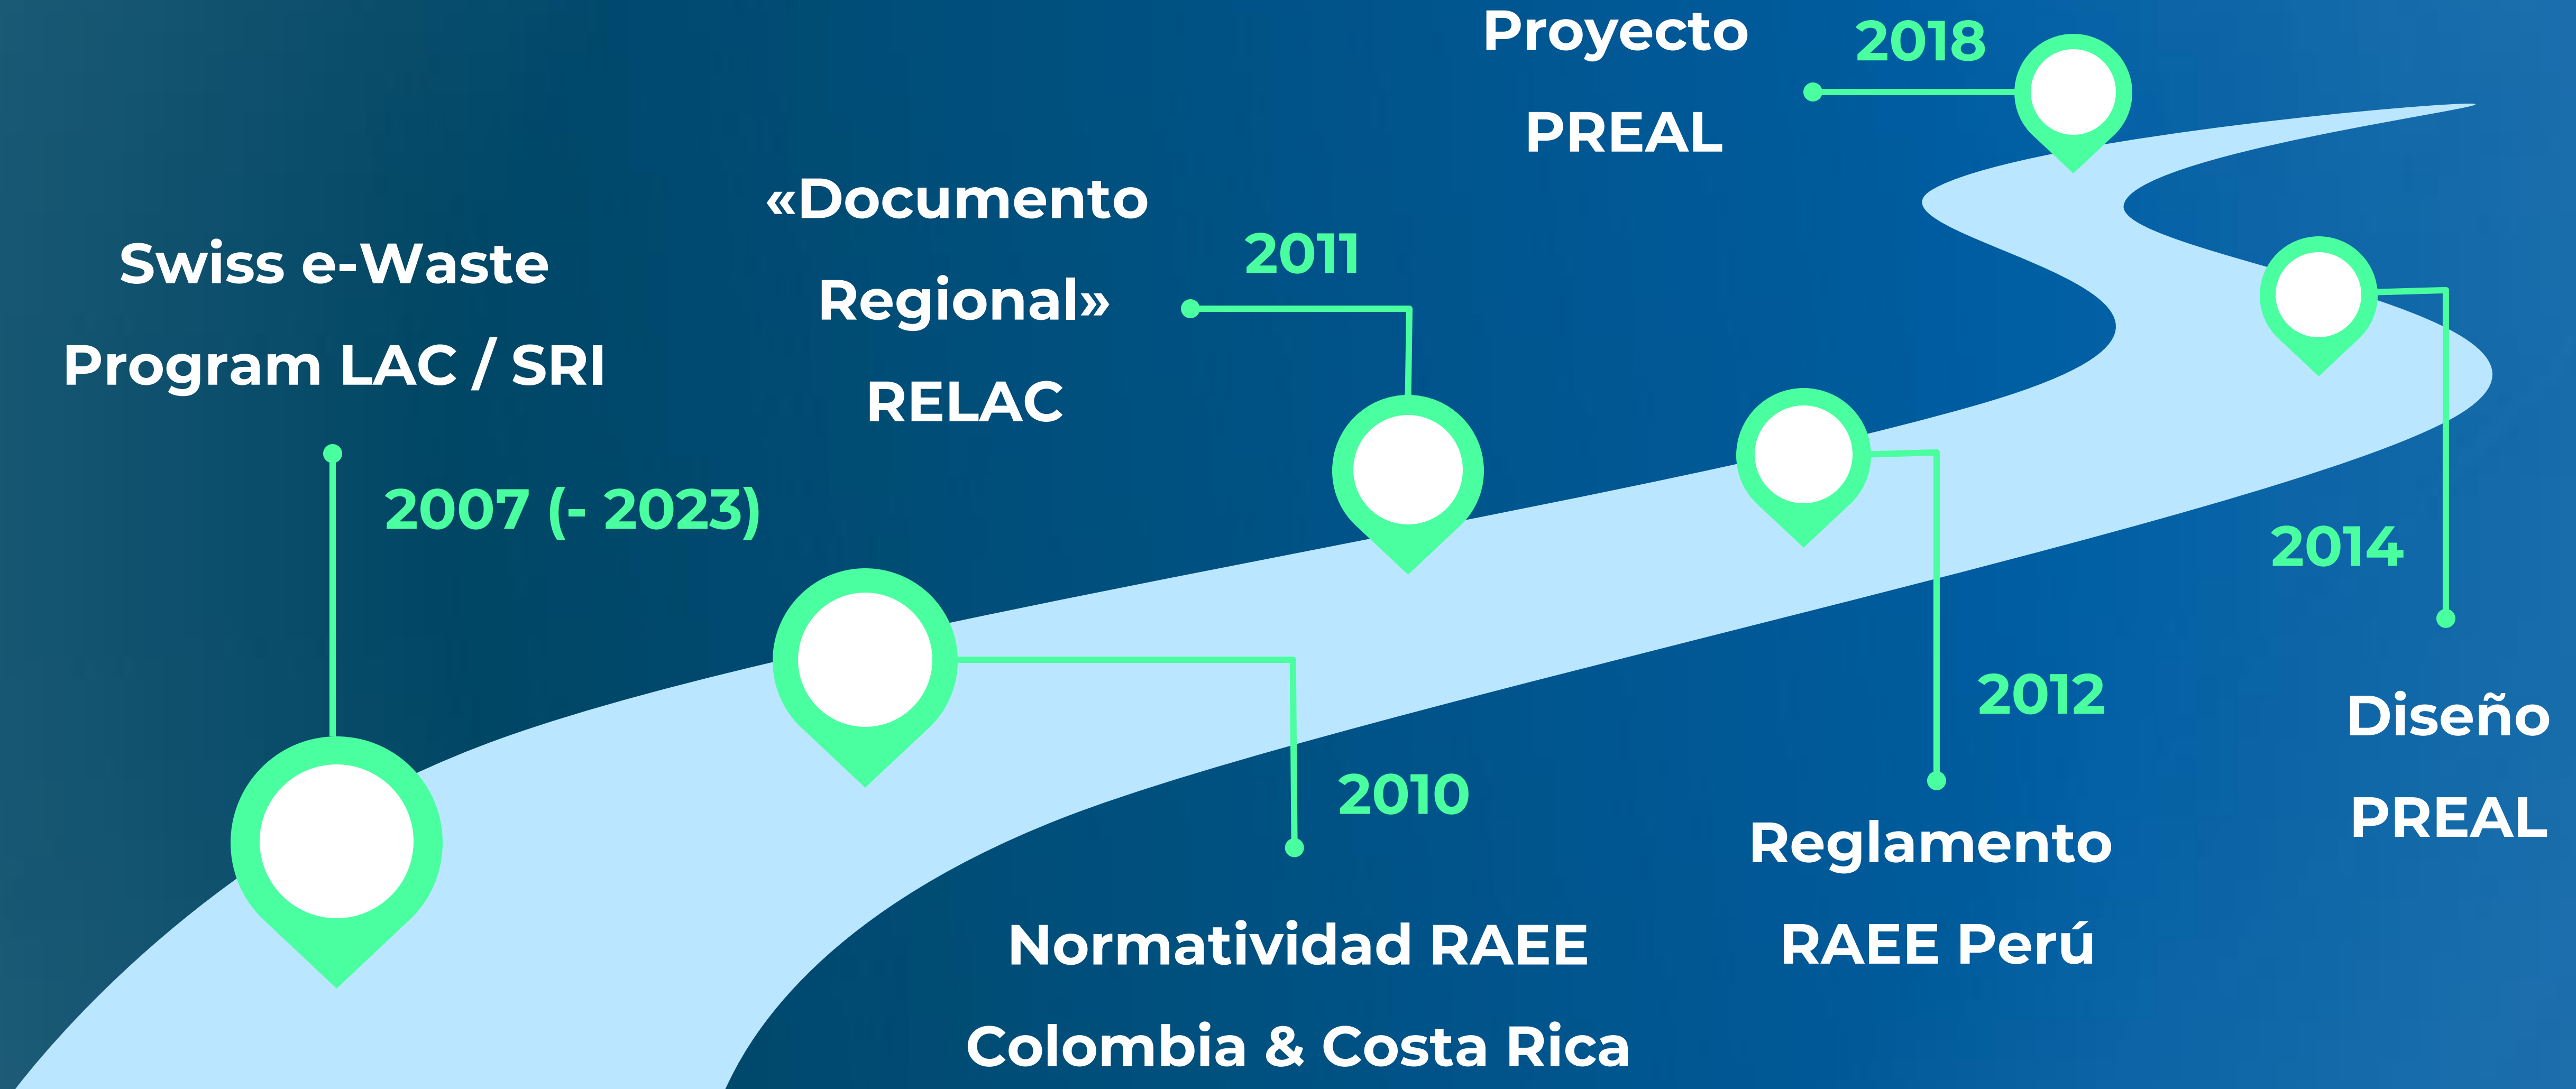 Swiss e-Waste
Program LAC / SRI
2007 (- 2023)
Normatividad RAEE
Colombia & Costa Rica
2010
«Documento
Regional»
RELAC
2011
Reglamento
RAEE Perú
2012
Diseño
PREAL
2014
Proyecto
PREAL
2018